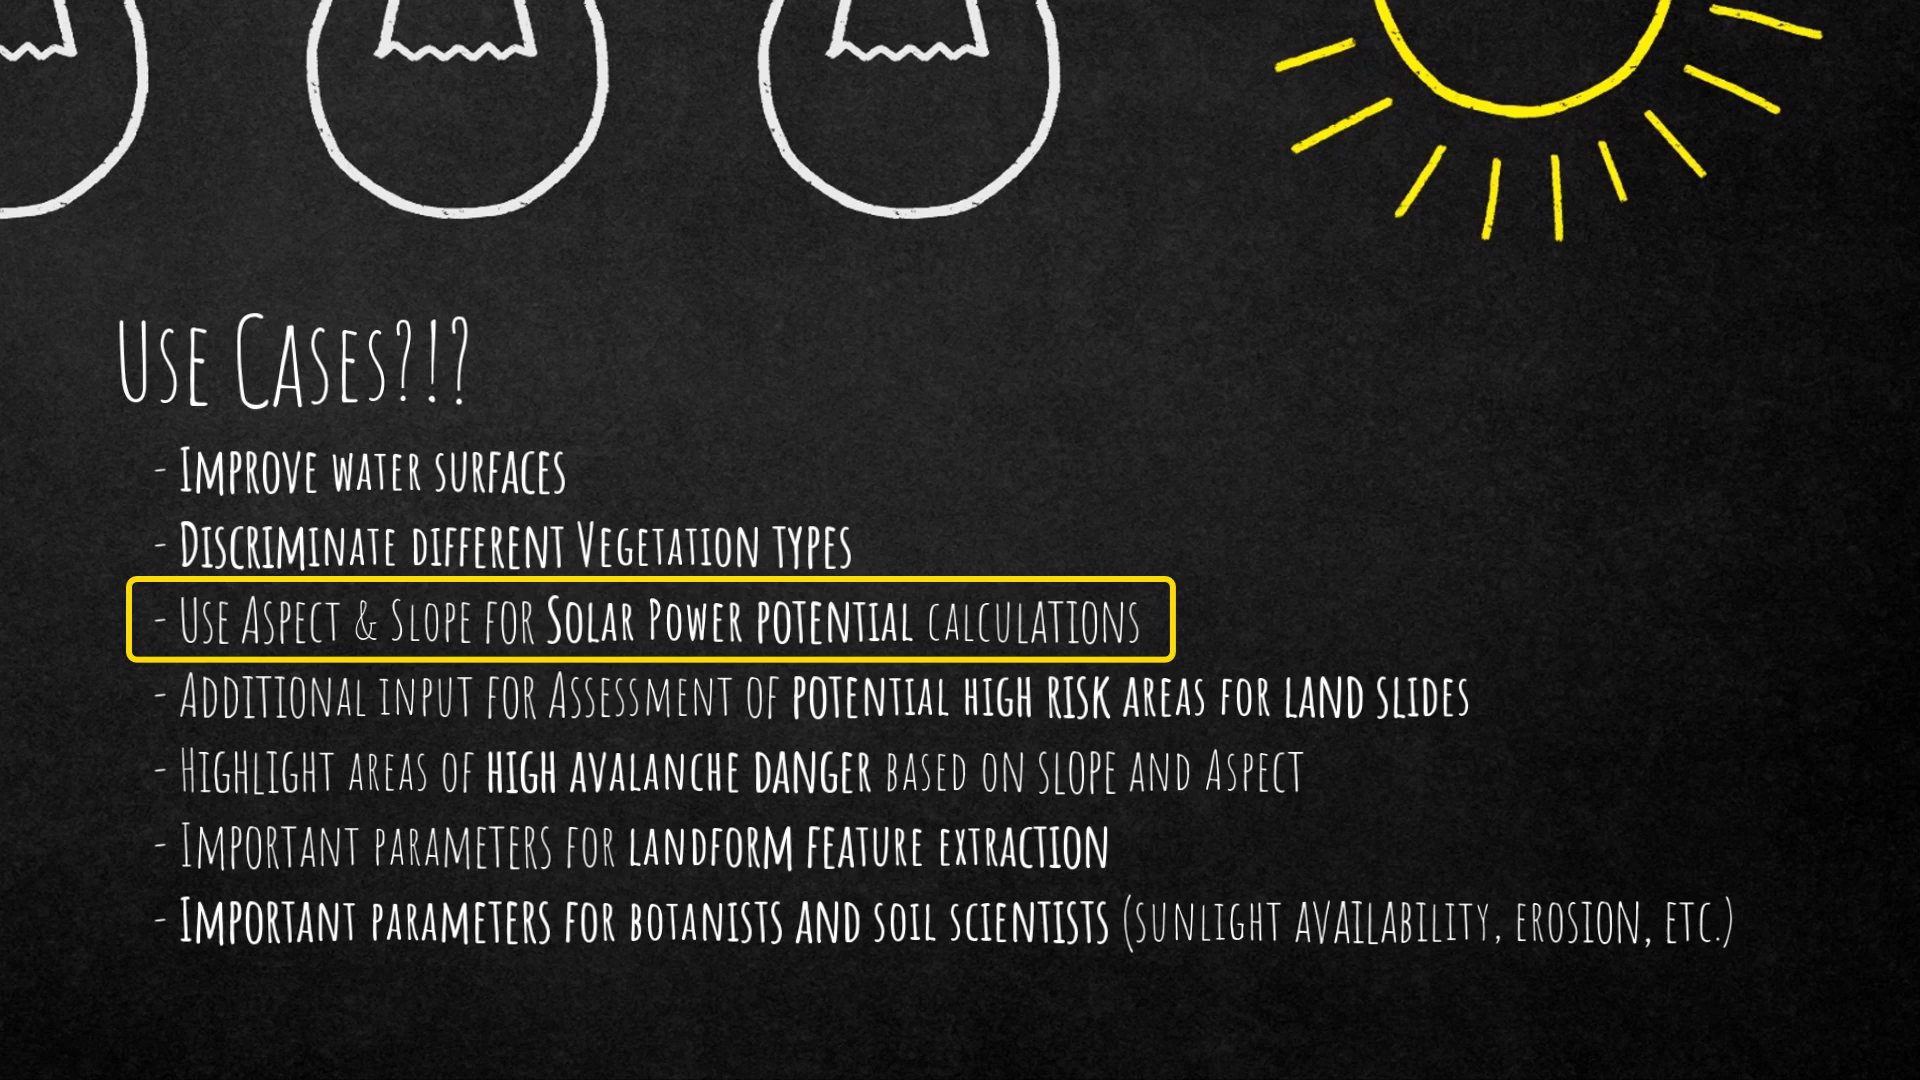 Use Cases?!?
- Improve water surfaces
- Discriminate different Vegetation types
- Use Aspect & Slope for Solar Power potential calculations
- Additional input for Assessment of potential high risk areas for land slides
- Highlight areas of high avalanche danger based on slope and Aspect
- Important parameters for landform feature extraction
- Important parameters for botanists and soil scientists (sunlight availability, erosion, etc.)